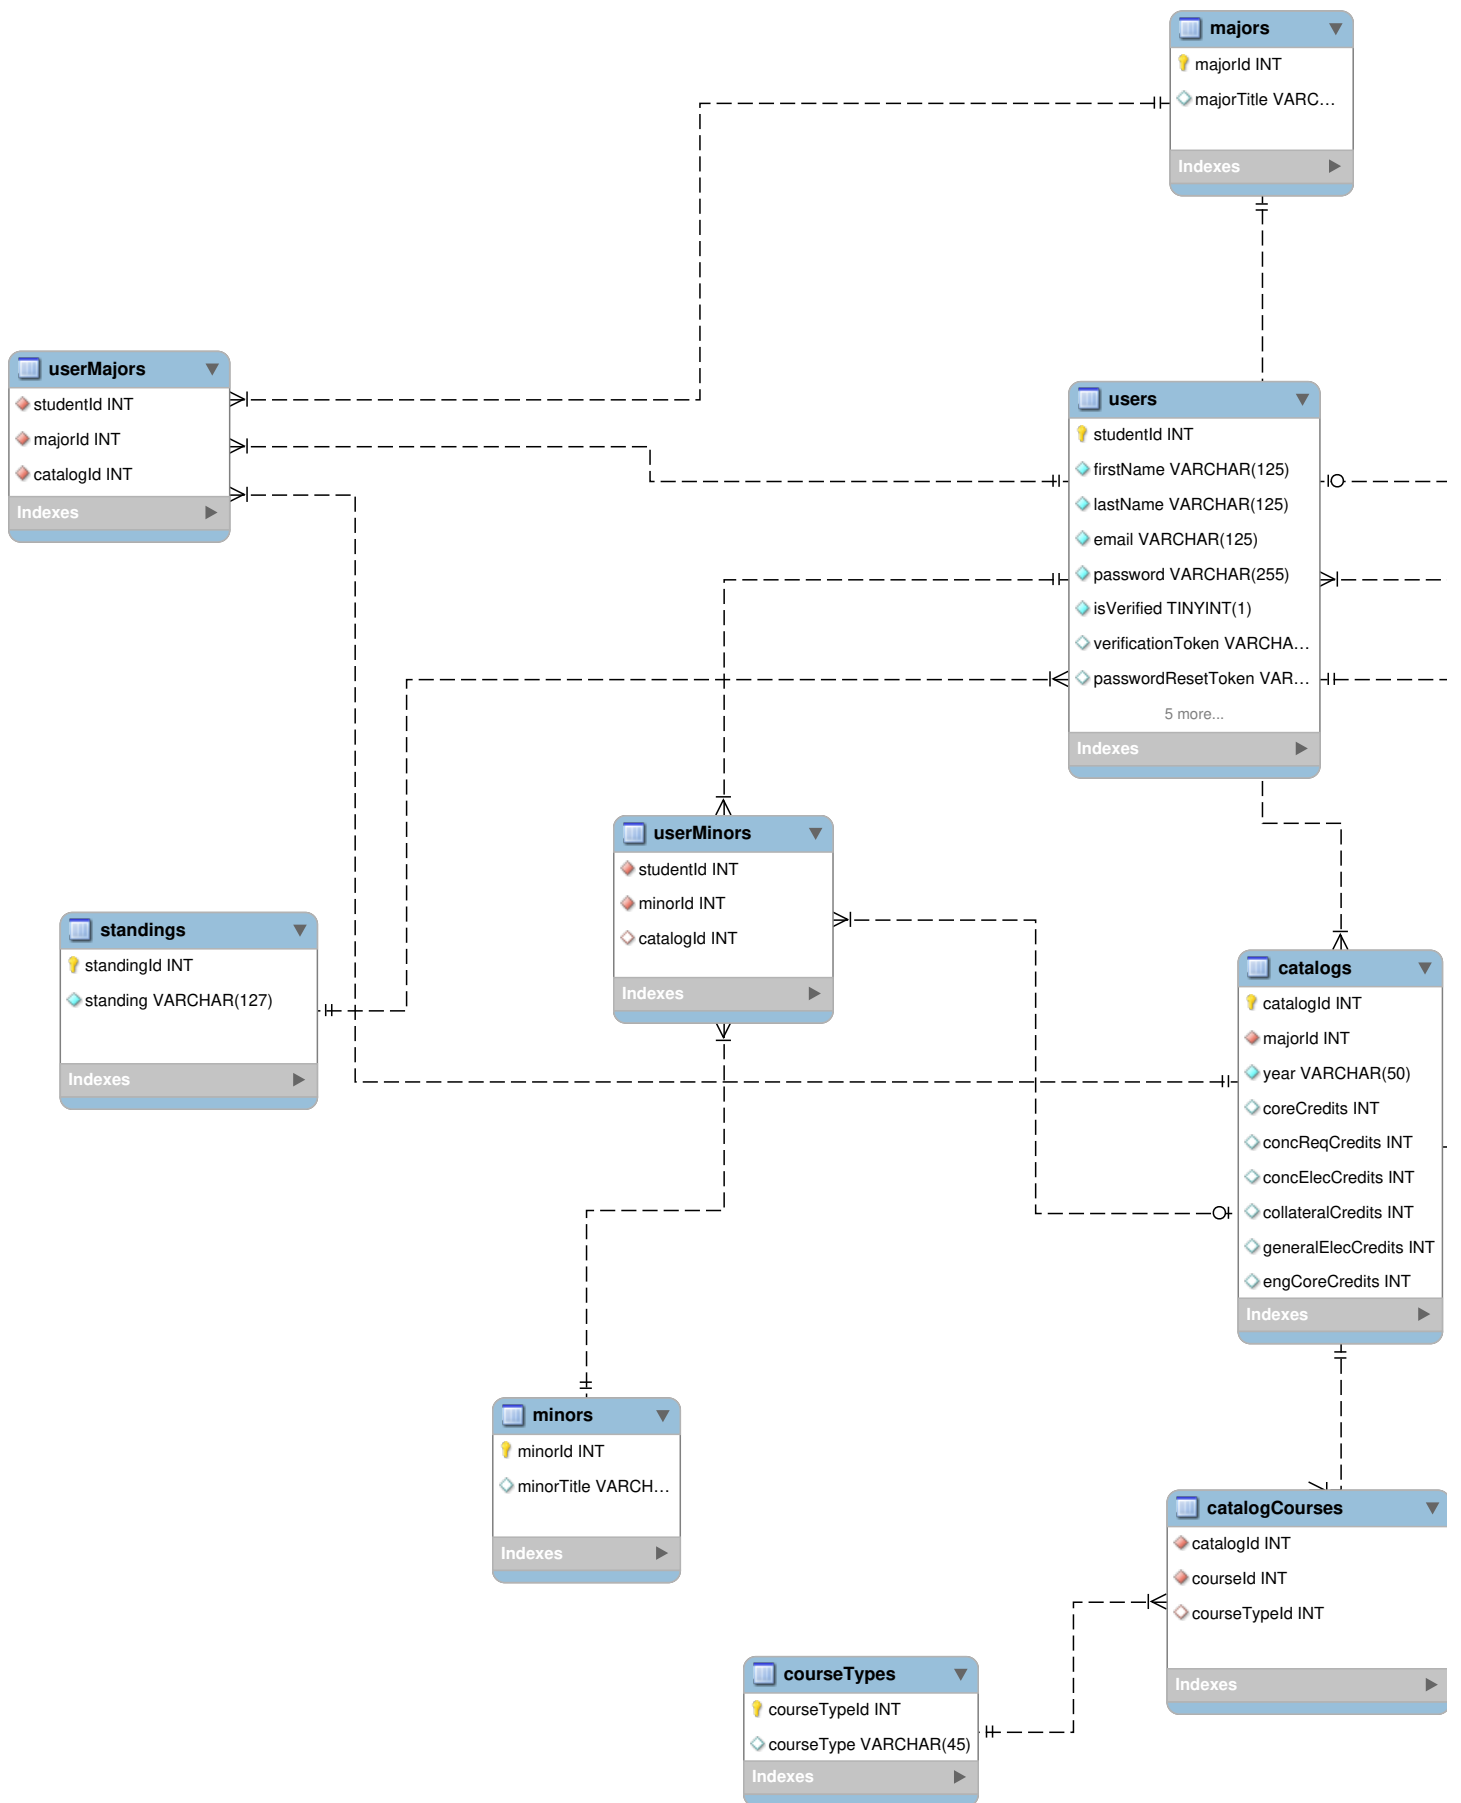 majors
majorId INT
majorTitle VARC...
Indexes
userMajors
studentId INT
majorId INT
catalogId INT
Indexes
users
studentId INT
firstName VARCHAR(125)
lastName VARCHAR(125)
email VARCHAR(125)
password VARCHAR(255)
isVerified TINYINT(1)
verificationToken VARCHA...
passwordResetToken VAR...
5 more...
Indexes
userMinors
studentId INT
minorId INT
catalogId INT
Indexes
standings
standingId INT
standing VARCHAR(127)
Indexes
catalogs
catalogId INT
majorId INT
year VARCHAR(50)
coreCredits INT
concReqCredits INT
concElecCredits INT
collateralCredits INT
generalElecCredits INT
engCoreCredits INT
Indexes
minors
minorId INT
minorTitle VARCH...
Indexes
catalogCourses
catalogId INT
courseId INT
courseTypeId INT
Indexes
courseTypes
courseTypeId INT
courseType VARCHAR(45)
Indexes